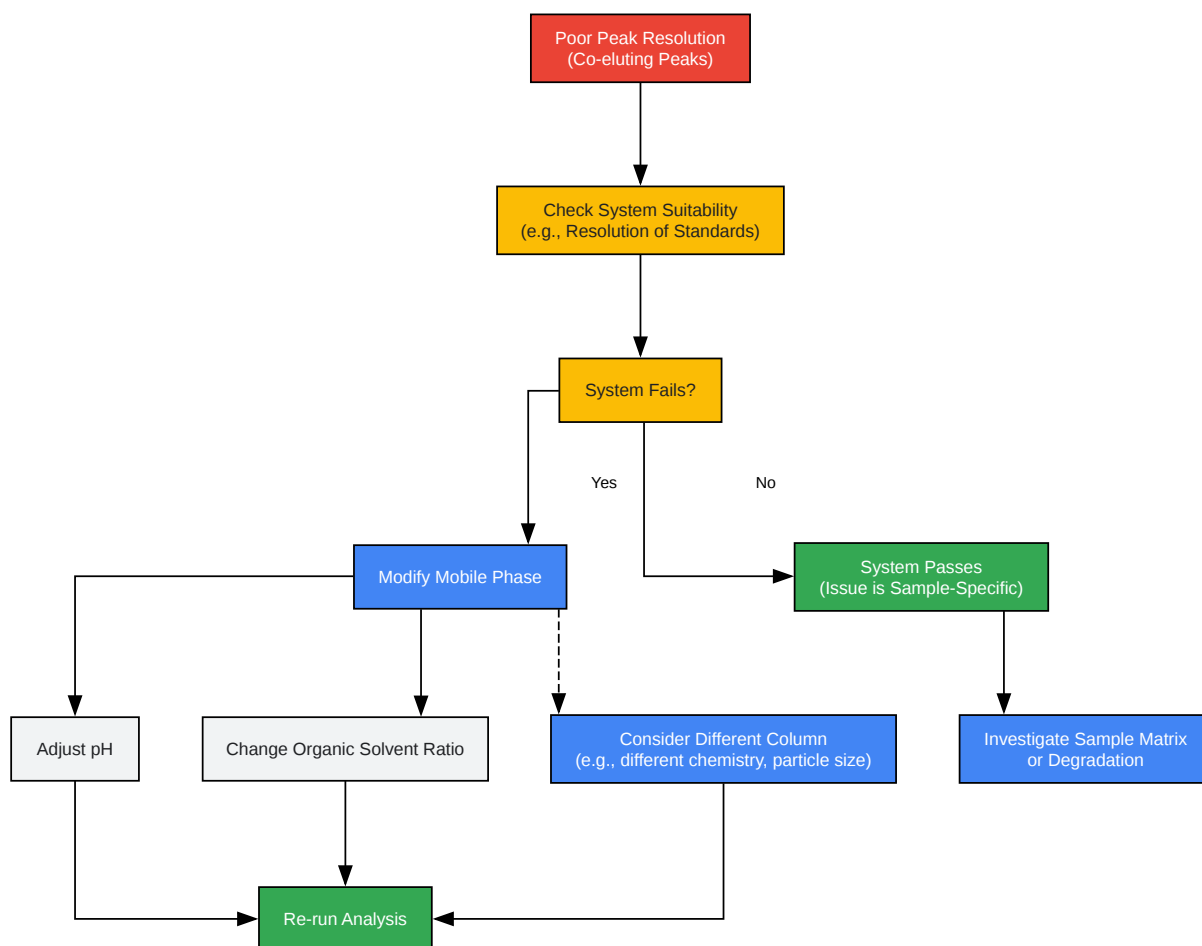 Poor Peak Resolution
(Co-eluting Peaks)
Check System Suitability
(e.g., Resolution of Standards)
System Fails?
Yes
No
Modify Mobile Phase
System Passes
(Issue is Sample-Specific)
Adjust pH
Change Organic Solvent Ratio
Consider Different Column
(e.g., different chemistry, particle size)
Investigate Sample Matrix
or Degradation
Re-run Analysis